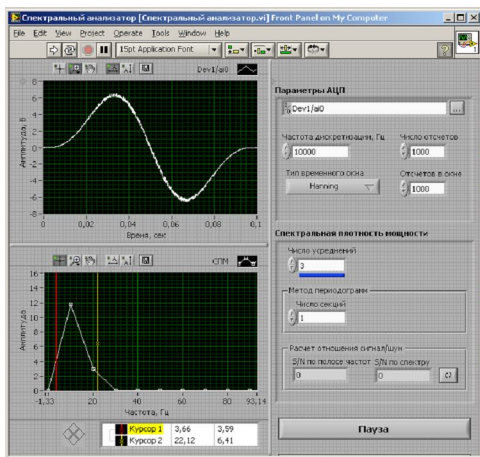 Спектральный анализатор [Спектральный анализатор.vi] Front Panel on My Computer
File Edit View Project Operate Tools Window Help
15pt Application Font
Dev1/ai0
Амплитуда, В
8
6
4
2
0
-2
-4
-6
-8
0 0,02 0,04 0,06 0,08 0,1
Время, сек
СПМ
Амплитуда
16
14
12
10
8
6
4
2
0
-1,33 20 40 60 80 93,14
Частота, Гц
Курсор 1 3,66 3,59
Курсор 2 22,12 6,41
Параметры АЦП
Dev1/ai0
Частота дискретизации, Гц Число отсчетов
10000 1000
Тип временного окна Отсчетов в окне
Hanning 1000
Спектральная плотность мощности
Число усреднений
3
Метод периодограмм
Число секций
1
Расчет отношения сигнал/шум
S/N по полосе частот S/N по спектру
0 0
Пауза